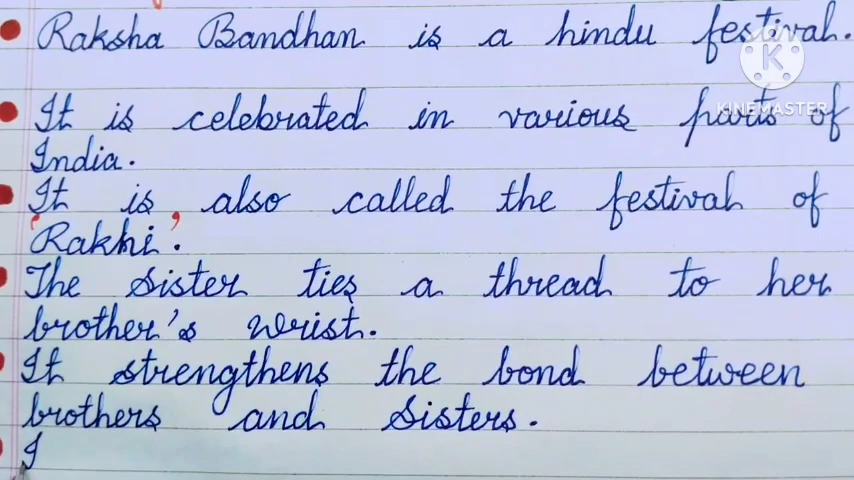 Raksha Bandhan is a hindu festival.
K
KINEMASTER
It is celebrated in various parts of
India.
It is also called the festival of
'Rakhi'.
The sister ties a thread to her
brother's wrist.
It strengthens the bond between
brothers and sisters.
I